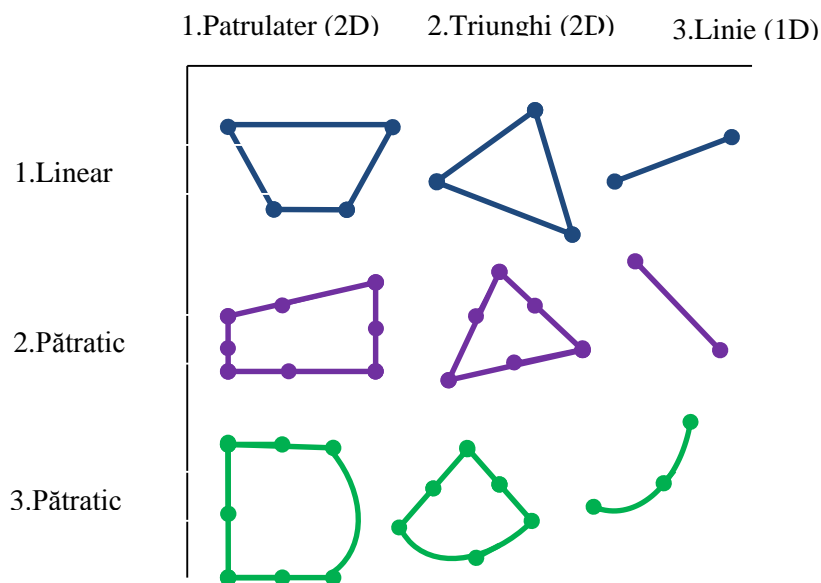 1.Patrulater (2D) 2.Triunghi (2D) 3.Linie (1D)
1.Linear
2.Pătratic
3.Pătratic